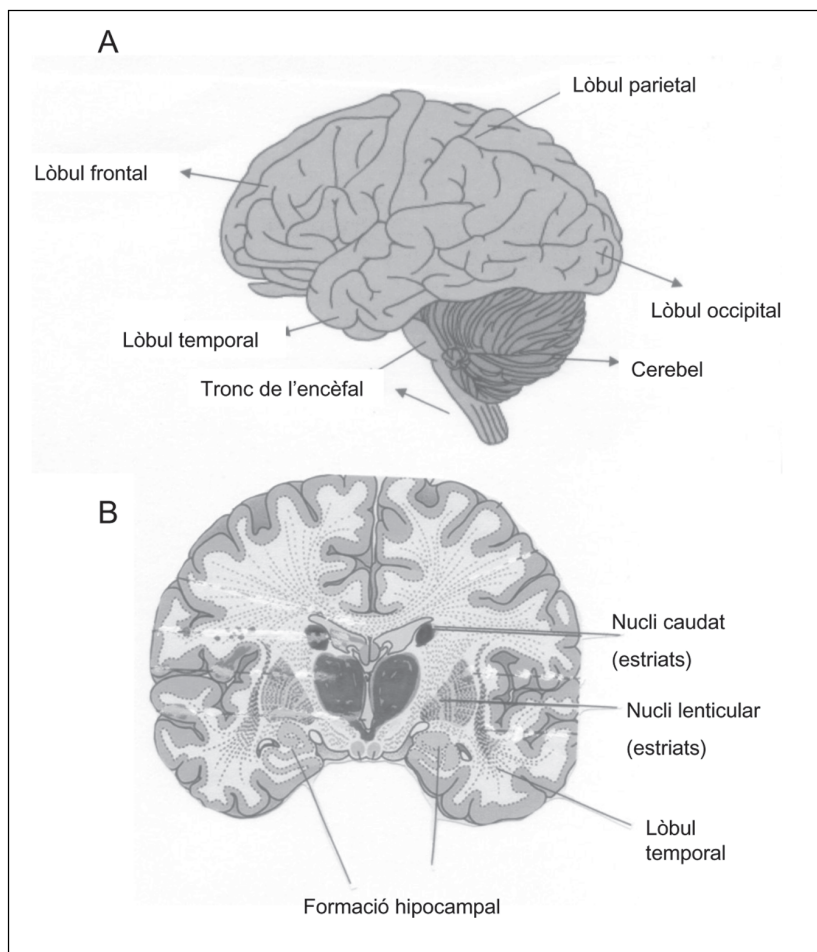 A
Lòbul parietal
Lòbul frontal
Lòbul occipital
Lòbul temporal
Cerebel
Tronc de l’encèfal
B
Nucli caudat
(estriats)
Nucli lenticular
(estriats)
Lòbul
temporal
Formació hipocampal